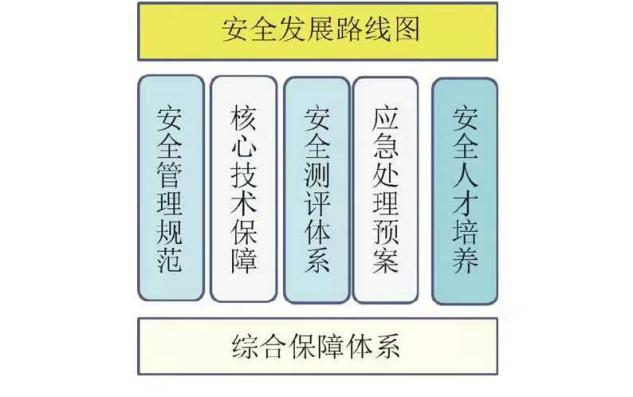 安全发展路线图
安全管理规范
核心技术保障
安全测评体系
应急处理预案
安全人才培养
综合保障体系